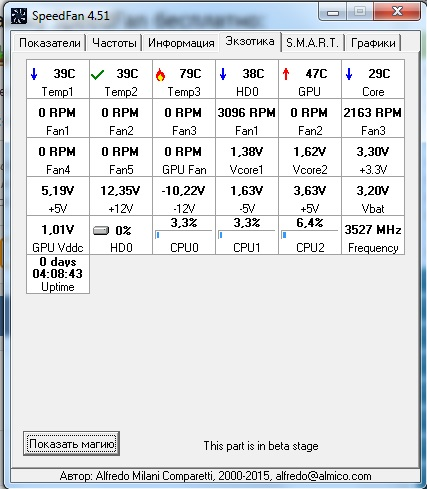 SpeedFan 4.51
Показатели Частоты Информация Экзотика S.M.A.R.T. Графики
39C 39C 79C 38C 47C 29C
Temp1 Temp2 Temp3 HD0 GPU Core
0 RPM 0 RPM 0 RPM 3096 RPM 0 RPM 2163 RPM
Fan1 Fan2 Fan3 Fan1 Fan2 Fan3
0 RPM 0 RPM 0 RPM 1,38V 1,62V 3,30V
Fan4 Fan5 GPU Fan Vcore1 Vcore2 +3.3V
5,19V 12,35V -10,22V 1,63V 3,63V 3,20V
+5V +12V -12V -5V +5V Vbat
1,01V 0% 3,3% 3,3% 6,4% 3527 MHz
GPU Vddc HD0 CPU0 CPU1 CPU2 Frequency
0 days
04:08:43
Uptime
Показать магию
This part is in beta stage
Автор: Alfredo Milani Comparetti, 2000-2015, alfredo@almico.com